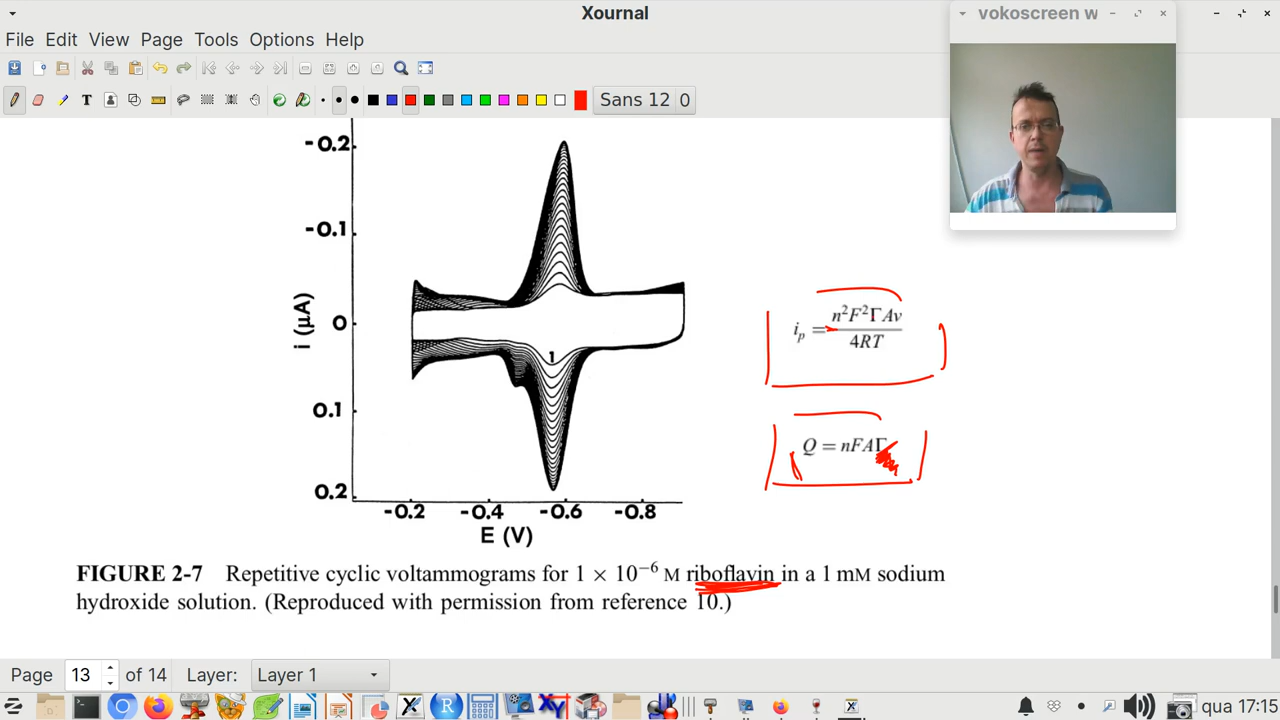 Xournal
vokoscreen w
File Edit View Page Tools Options Help
T
Sans 12 0
-0.2
-0.1
0
0.1
0.2
i (μA)
1
-0.2 -0.4 -0.6 -0.8
E (V)
i_p = n²F²ΓAv / 4RT
Q = nFAΓ
FIGURE 2-7 Repetitive cyclic voltammograms for 1 × 10⁻⁶ M riboflavin in a 1 mM sodium
hydroxide solution. (Reproduced with permission from reference 10.)
Page 13 of 14 Layer: Layer 1
R
qua 17:15